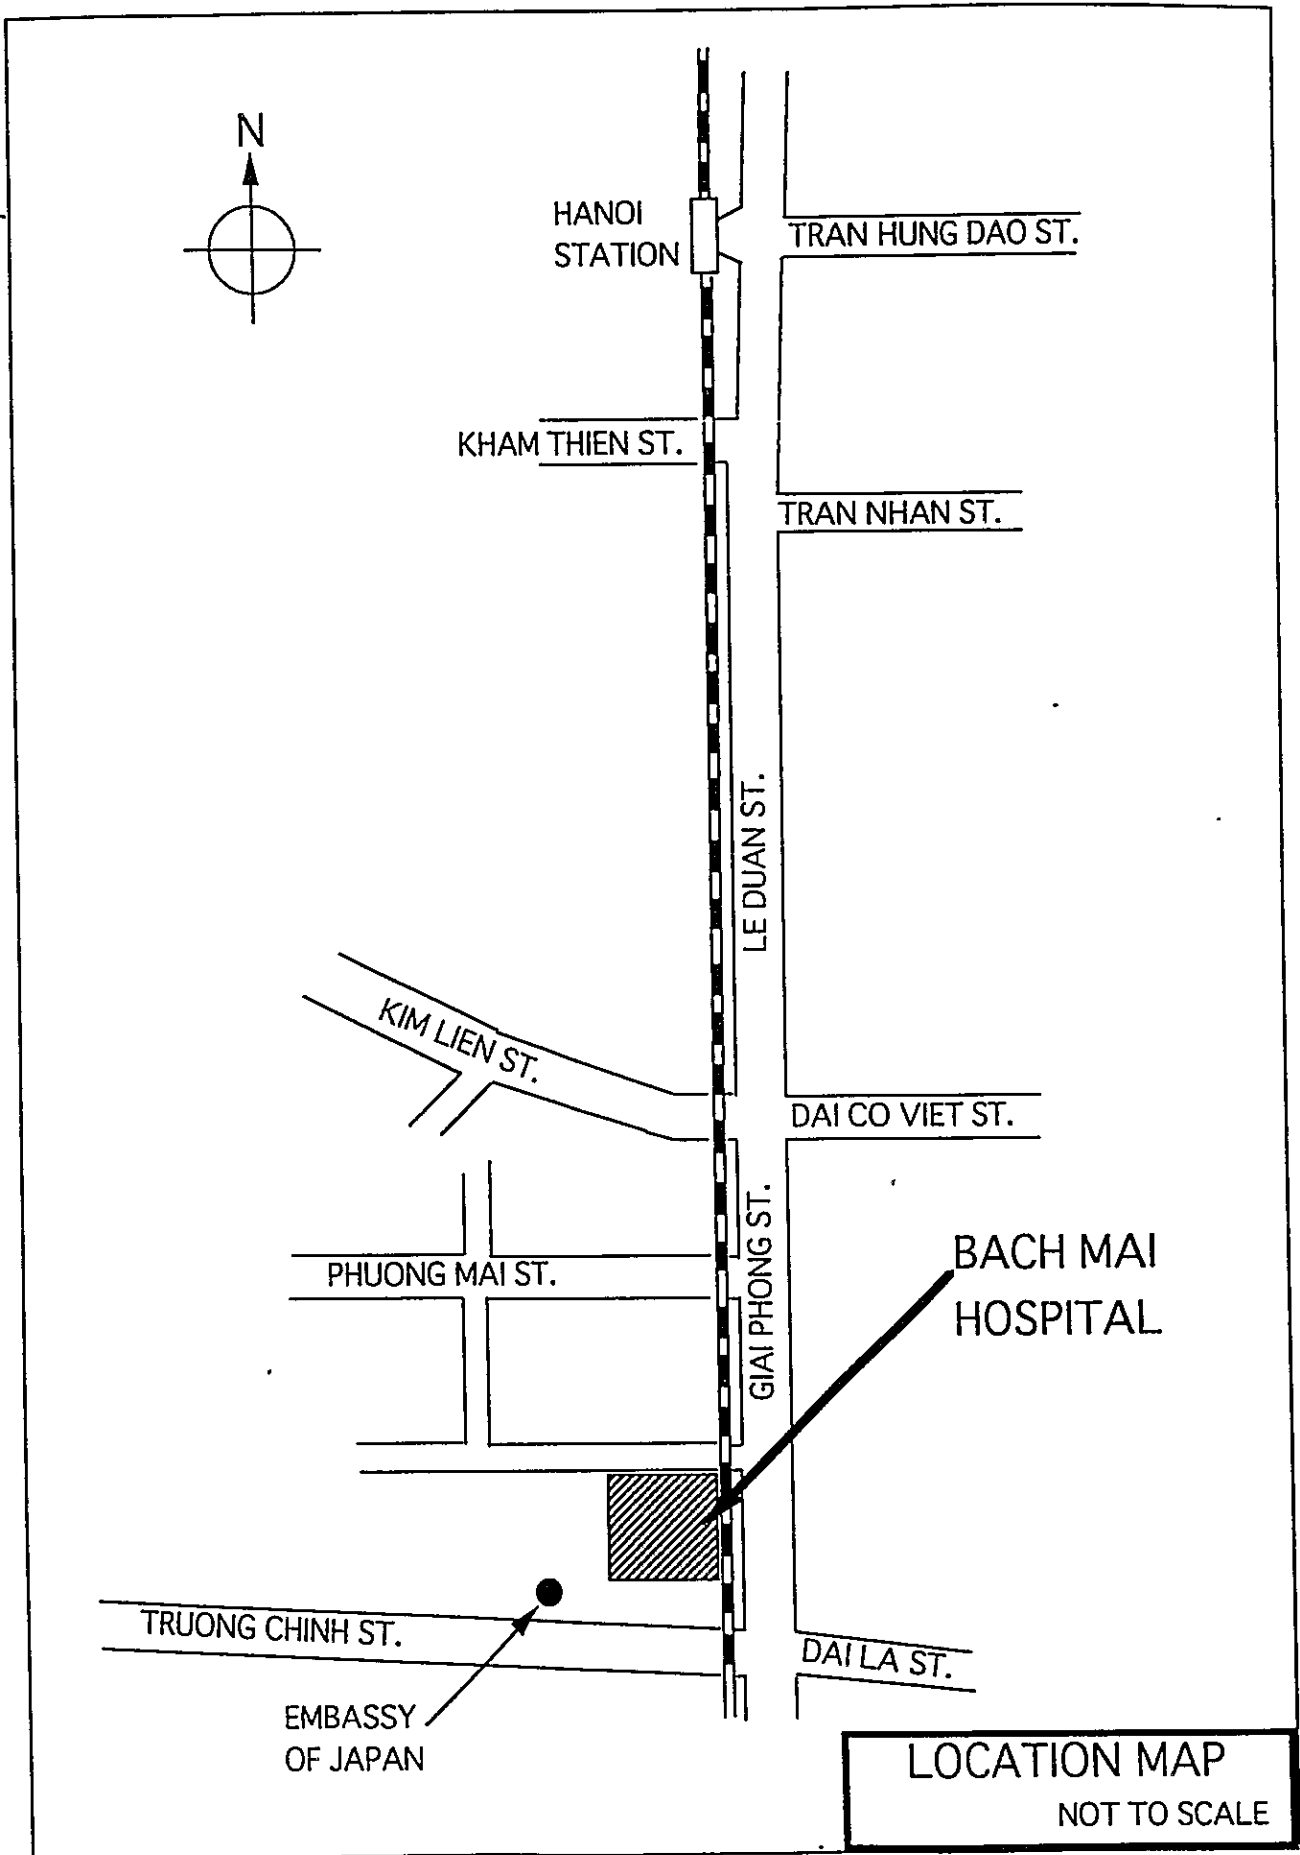 N
HANOI
STATION
TRAN HUNG DAO ST.
KHAM THIEN ST.
TRAN NHAN ST.
LE DUAN ST.
KIM LIEN ST.
DAI CO VIET ST.
PHUONG MAI ST.
GIAI PHONG ST.
BACH MAI
HOSPITAL
TRUONG CHINH ST.
DAI LA ST.
EMBASSY
OF JAPAN
LOCATION MAP
NOT TO SCALE